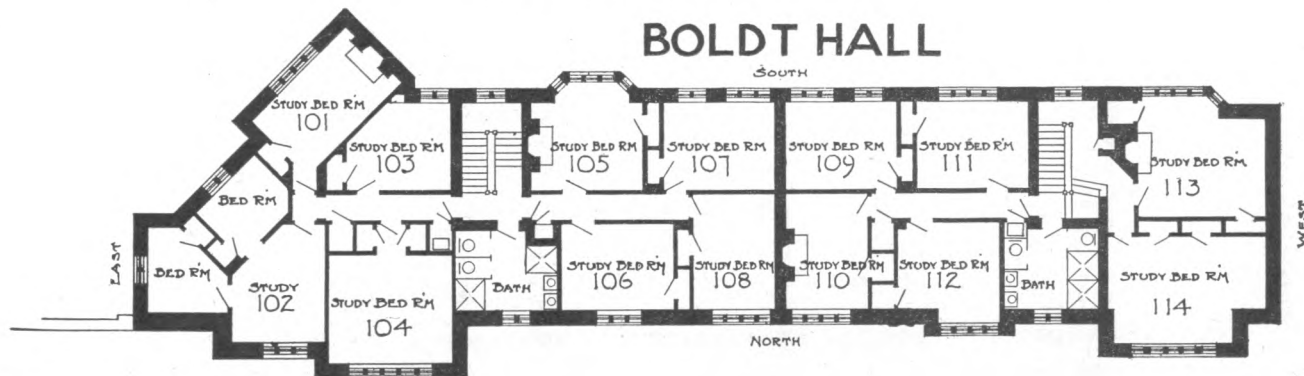 BOLDT HALL
SOUTH
STUDY BED R'M
101
STUDY BED R'M
103
STUDY BED R'M
105
STUDY BED R'M
107
STUDY BED R'M
109
STUDY BED R'M
111
STUDY BED R'M
113
BED R'M
BED R'M
EAST
WEST
STUDY
102
STUDY BED R'M
104
BATH
STUDY BED R'M
106
STUDY BED R'M
108
STUDY BED R'M
110
STUDY BED R'M
112
BATH
STUDY BED R'M
114
NORTH